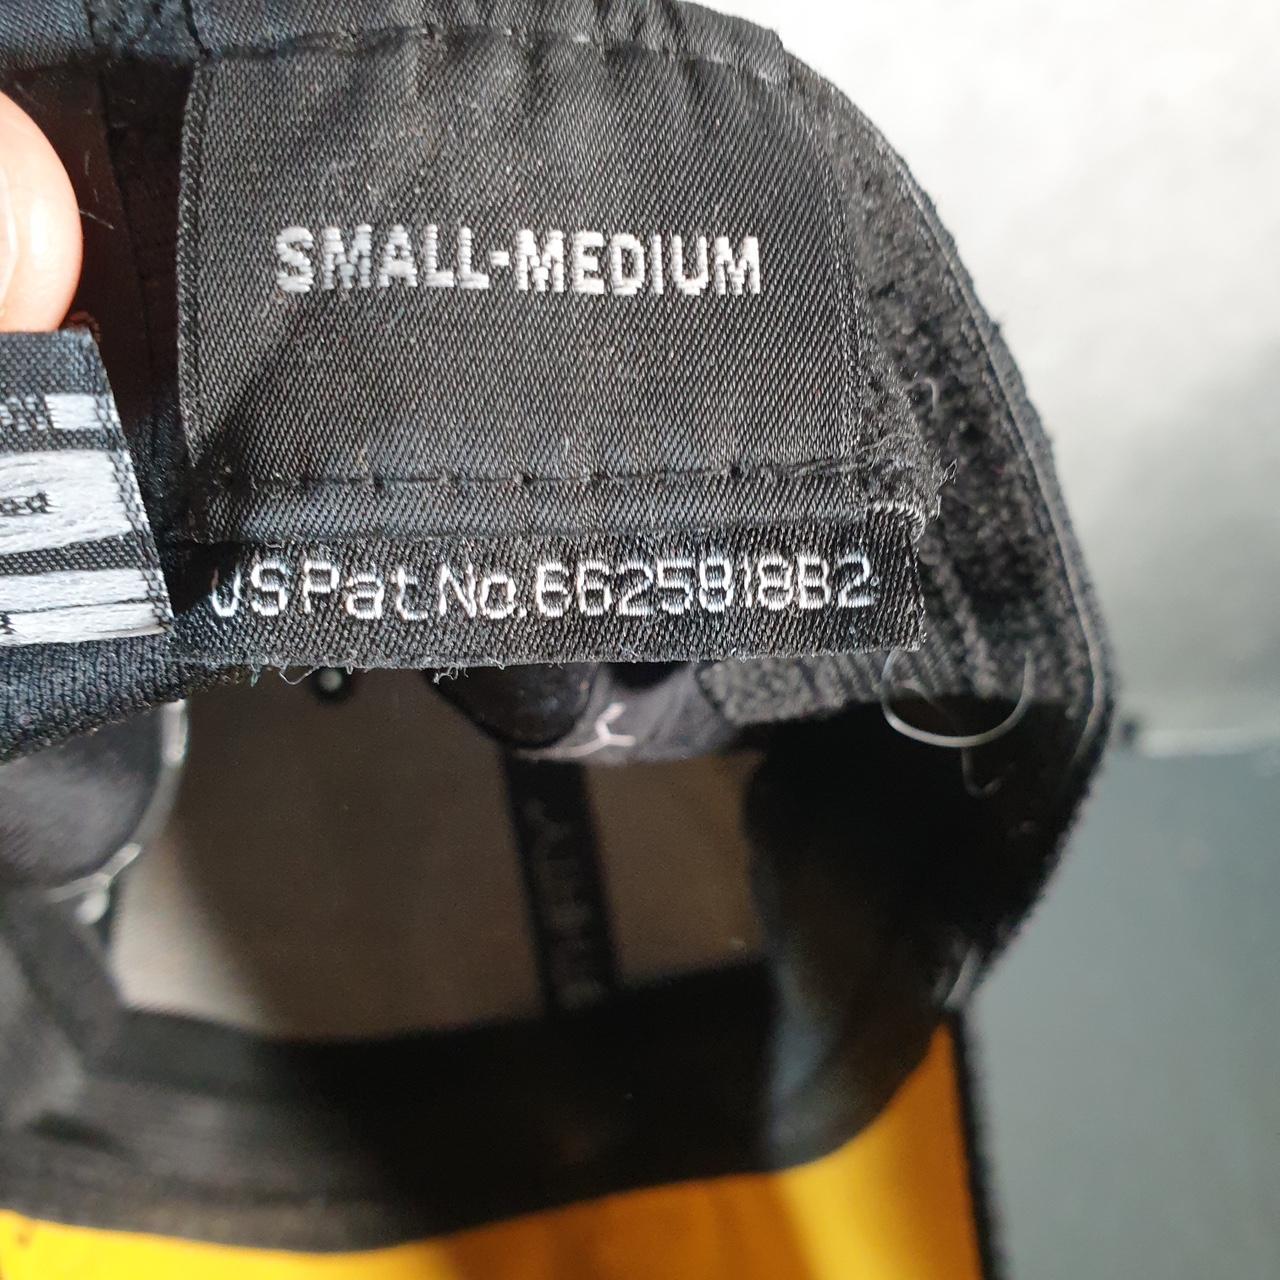 SMALL-MEDIUM
US Pat. No. 6625818B2